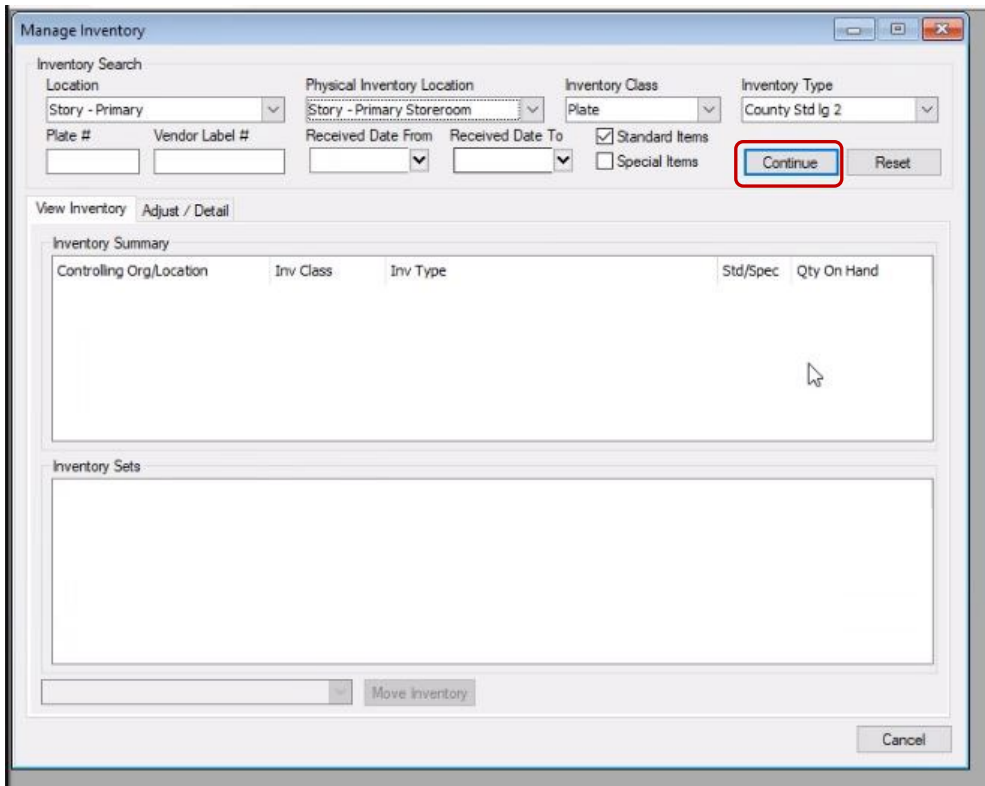 Manage Inventory
Inventory Search
Location Physical Inventory Location Inventory Class Inventory Type
Story - Primary Story - Primary Storeroom Plate County Std lg 2
Plate # Vendor Label # Received Date From Received Date To Standard Items
Special Items Continue Reset
View Inventory Adjust / Detail
Inventory Summary
Controlling Org/Location Inv Class Inv Type Std/Spec Qty On Hand
Inventory Sets
Move Inventory
Cancel